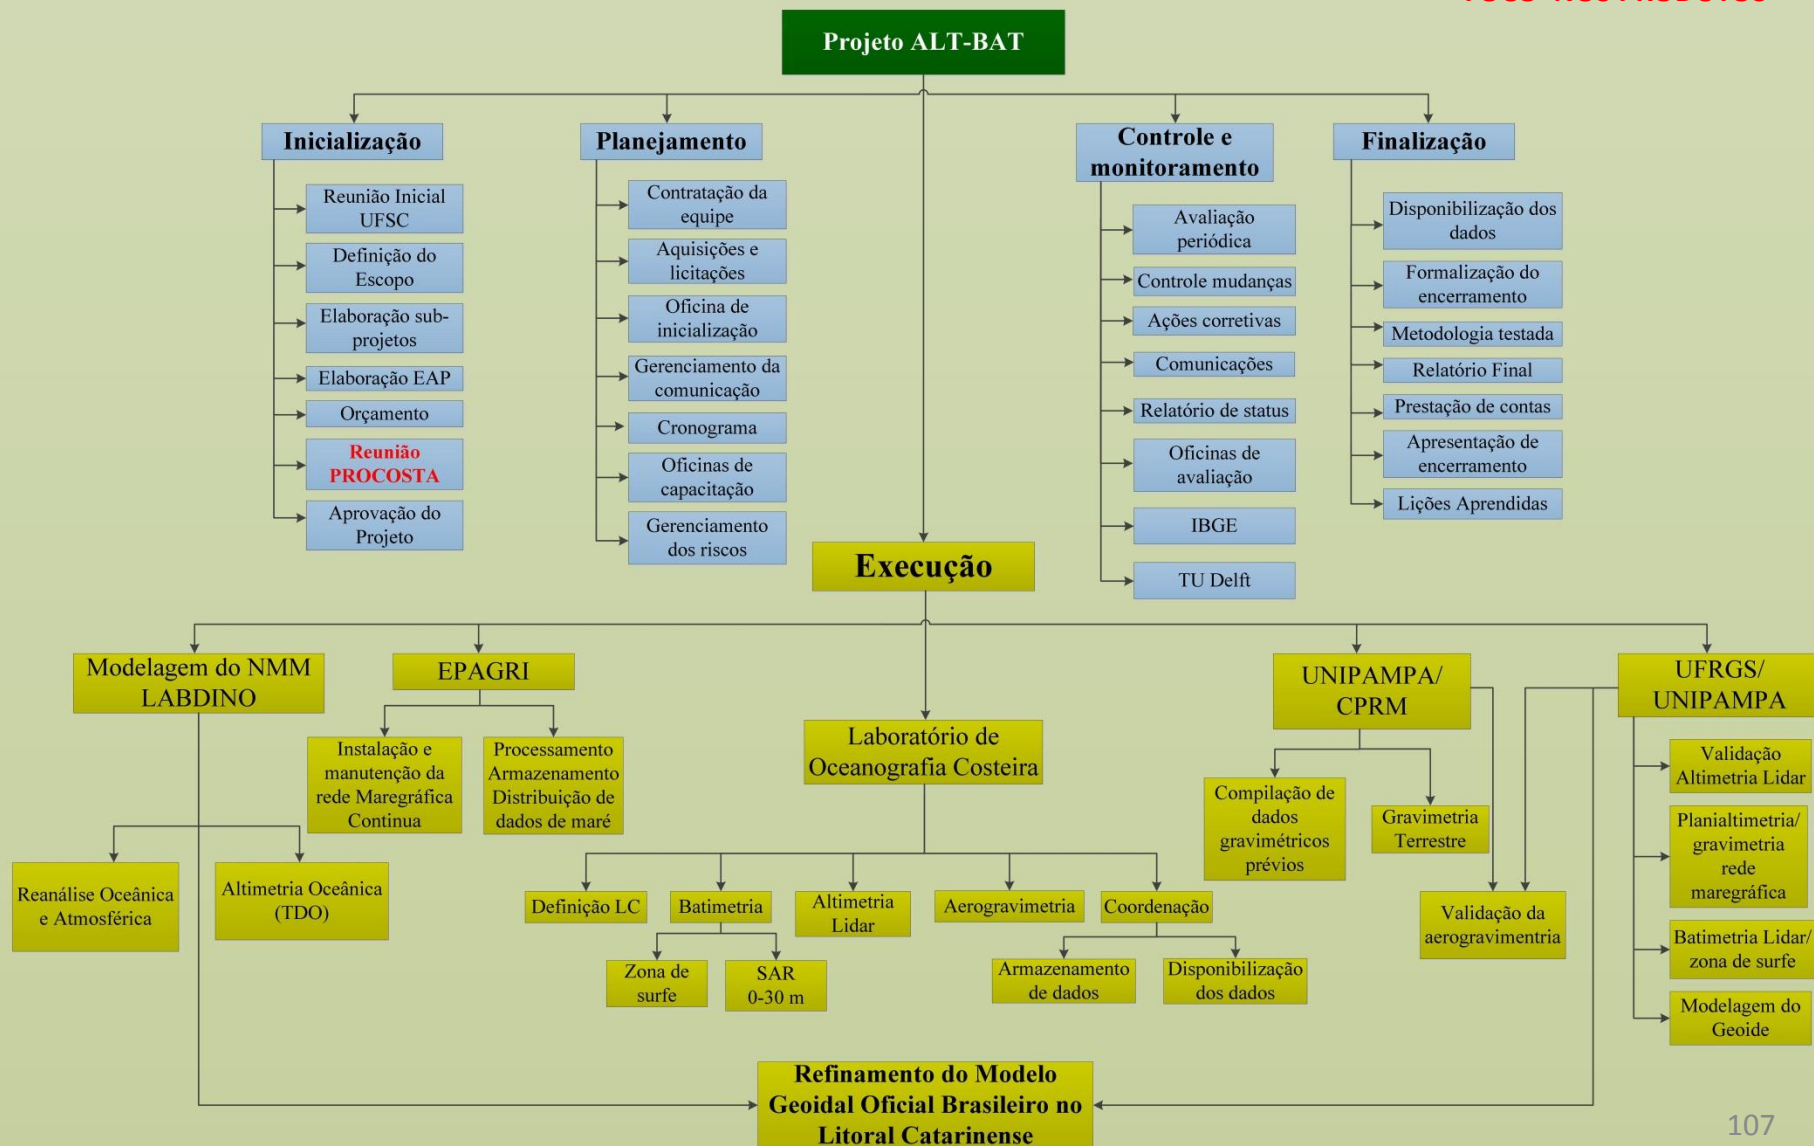 Projeto ALT-BAT
Inicialização
Reunião Inicial
UFSC
Definição do
Escopo
Elaboração sub-
projetos
Elaboração EAP
Orçamento
Reunião
PROCOSTA
Aprovação do
Projeto
Planejamento
Contratação da
equipe
Aquisições e
licitações
Oficina de
inicialização
Gerenciamento da
comunicação
Cronograma
Oficinas de
capacitação
Gerenciamento
dos riscos
Controle e
monitoramento
Avaliação
periódica
Controle mudanças
Ações corretivas
Comunicações
Relatório de status
Oficinas de
avaliação
IBGE
TU Delft
Finalização
Disponibilização dos
dados
Formalização do
encerramento
Metodologia testada
Relatório Final
Prestação de contas
Apresentação de
encerramento
Lições Aprendidas
Execução
Modelagem do NMM
LABDINO
Reanálise Oceânica
e Atmosférica
Altimetria Oceânica
(TDO)
EPAGRI
Instalação e
manutenção da
rede Maregráfica
Continua
Processamento
Armazenamento
Distribuição de
dados de maré
Laboratório de
Oceanografia Costeira
Definição LC
Batimetria
Zona de
surfe
SAR
0-30 m
Altimetria
Lidar
Aerogravimetria
Coordenação
Armazenamento
de dados
Disponibilização
dos dados
UNIPAMPA/
CPRM
Compilação de
dados
gravimétricos
prévios
Gravimetria
Terrestre
Validação da
aerogravimentria
UFRGS/
UNIPAMPA
Validação
Altimetria Lidar
Planialtimetria/
gravimetria
rede
maregráfica
Batimetria Lidar/
zona de surfe
Modelagem do
Geoide
Refinamento do Modelo
Geoidal Oficial Brasileiro no
Litoral Catarinense
107